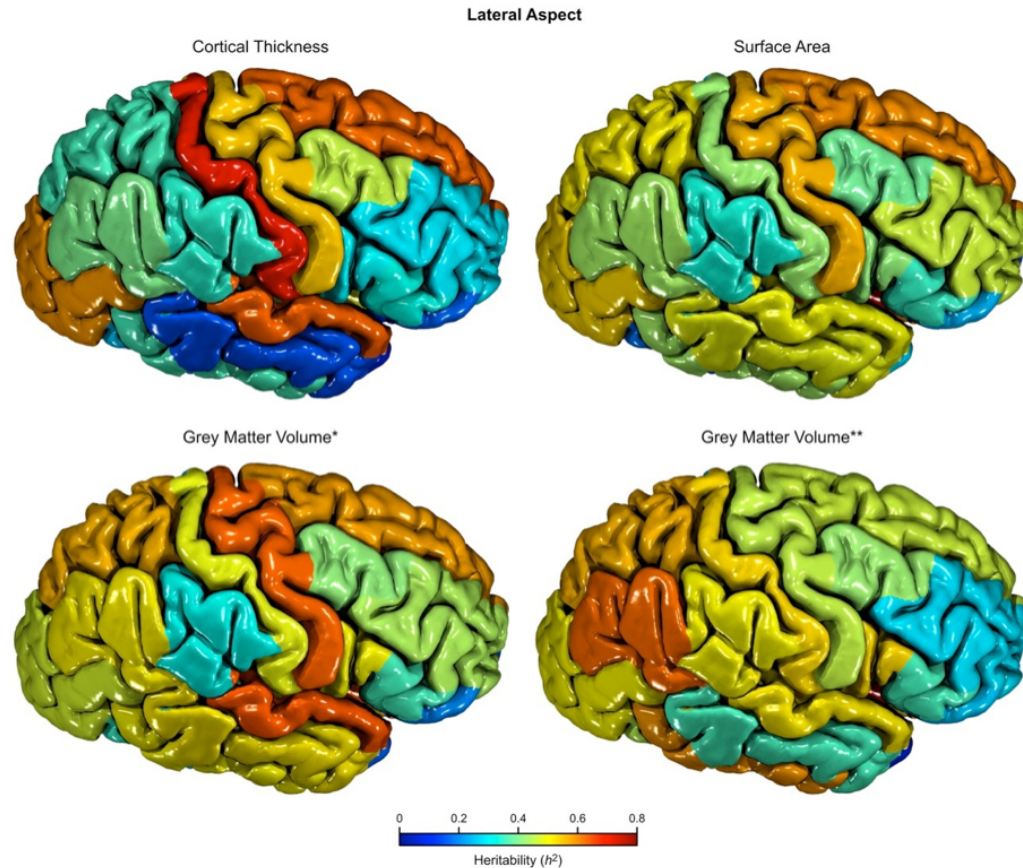 Lateral Aspect
Cortical Thickness
Surface Area
Grey Matter Volume*
Grey Matter Volume**
0 0.2 0.4 0.6 0.8
Heritability (h²)